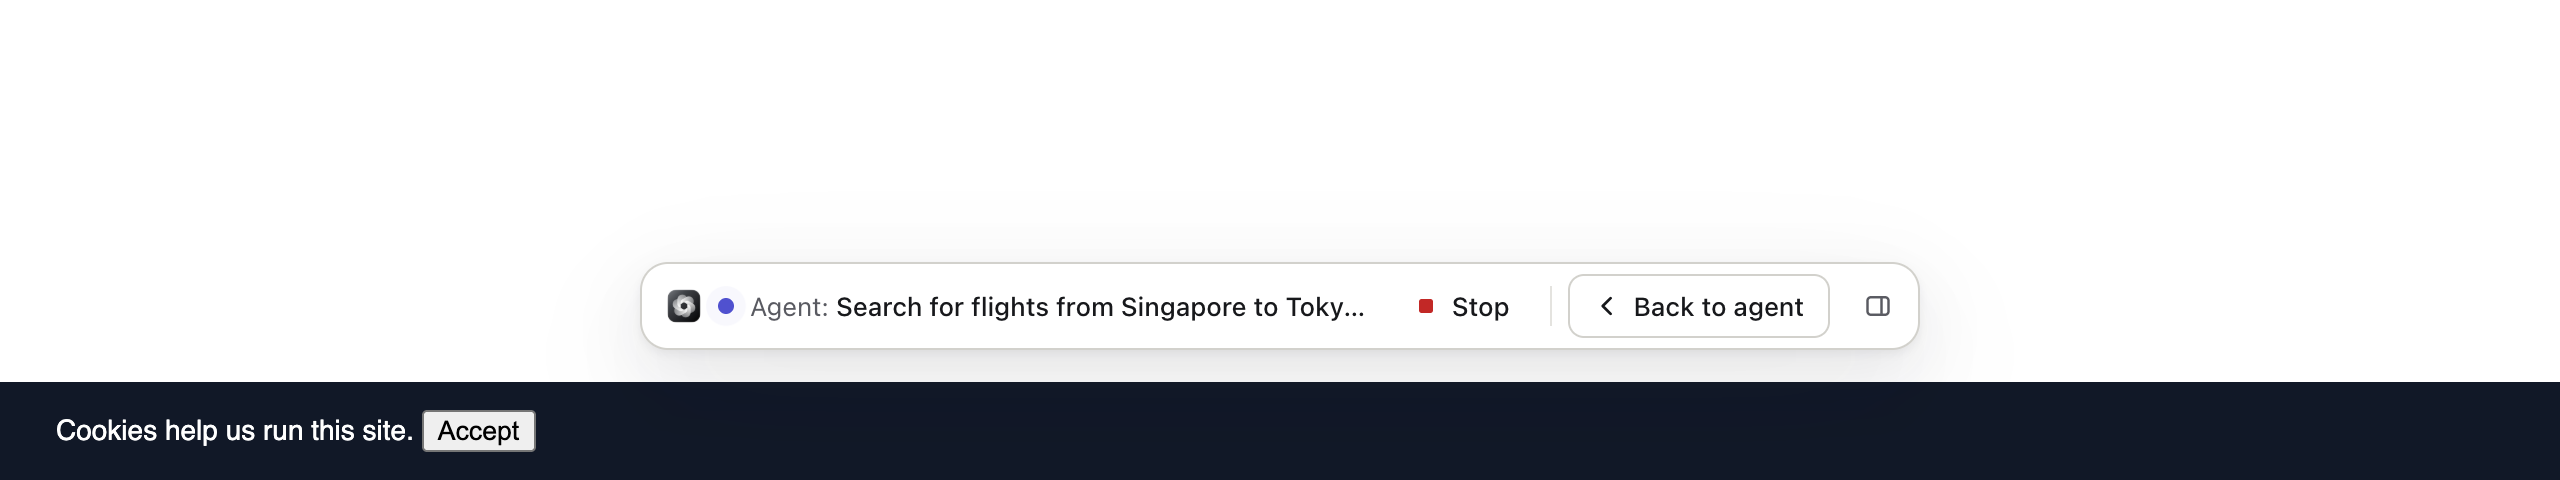 Agent: Search for flights from Singapore to Toky... Stop Back to agent
Cookies help us run this site. Accept